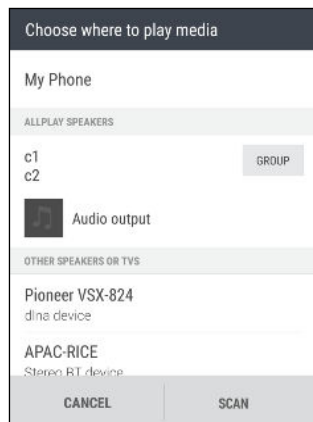 Choose where to play media
My Phone
ALLPLAY SPEAKERS
c1
GROUP
c2
Audio output
OTHER SPEAKERS OR TVS
Pioneer VSX-824
dlna device
APAC-RICE
Stereo BT device
CANCEL
SCAN